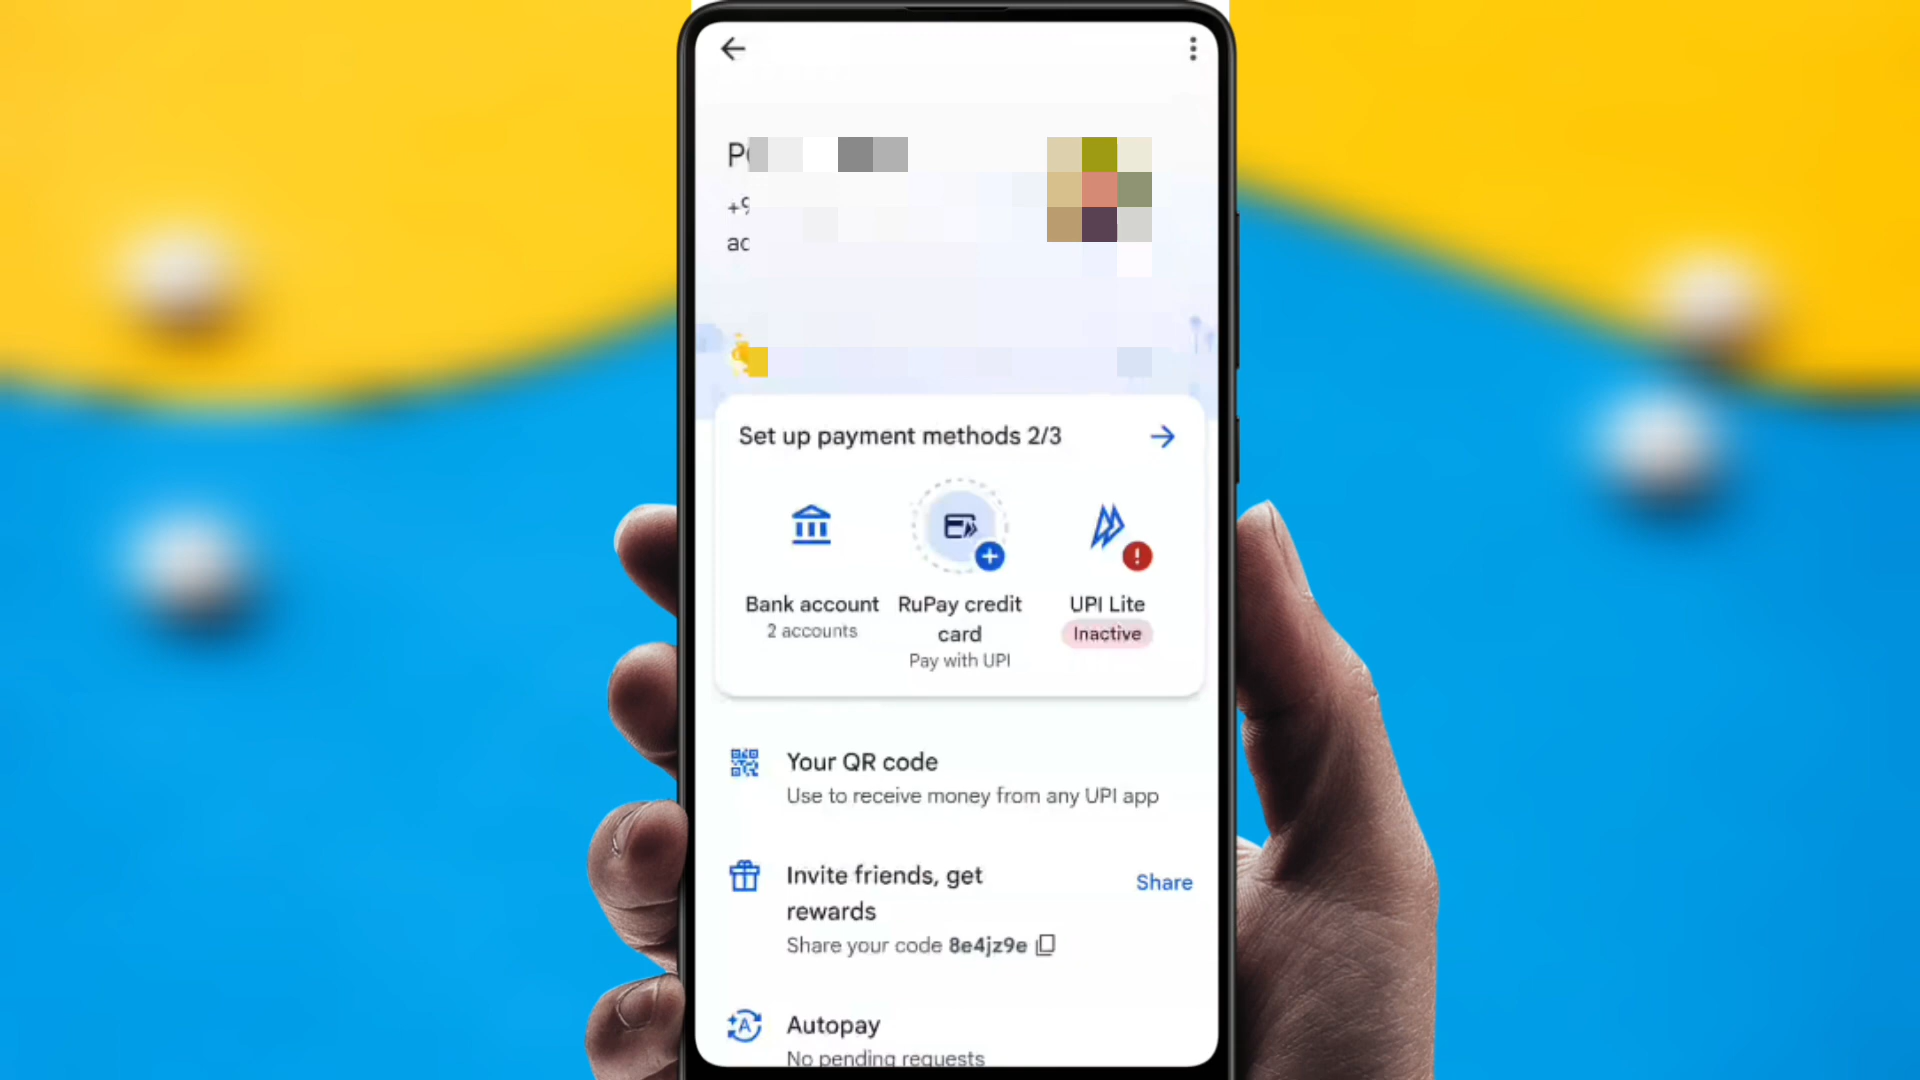 Set up payment methods 2/3
Bank account
2 accounts
RuPay credit
card
Pay with UPI
UPI Lite
Inactive
Your QR code
Use to receive money from any UPI app
Invite friends, get
rewards
Share
Share your code 8e4jz9e
Autopay
No pending requests